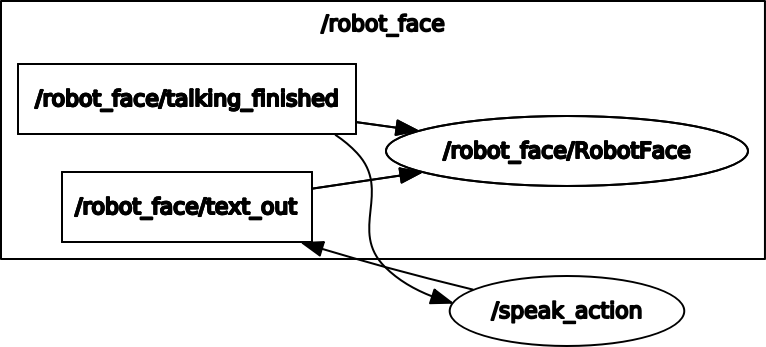 /robot_face
/robot_face/talking_finished
/robot_face/RobotFace
/robot_face/text_out
/speak_action